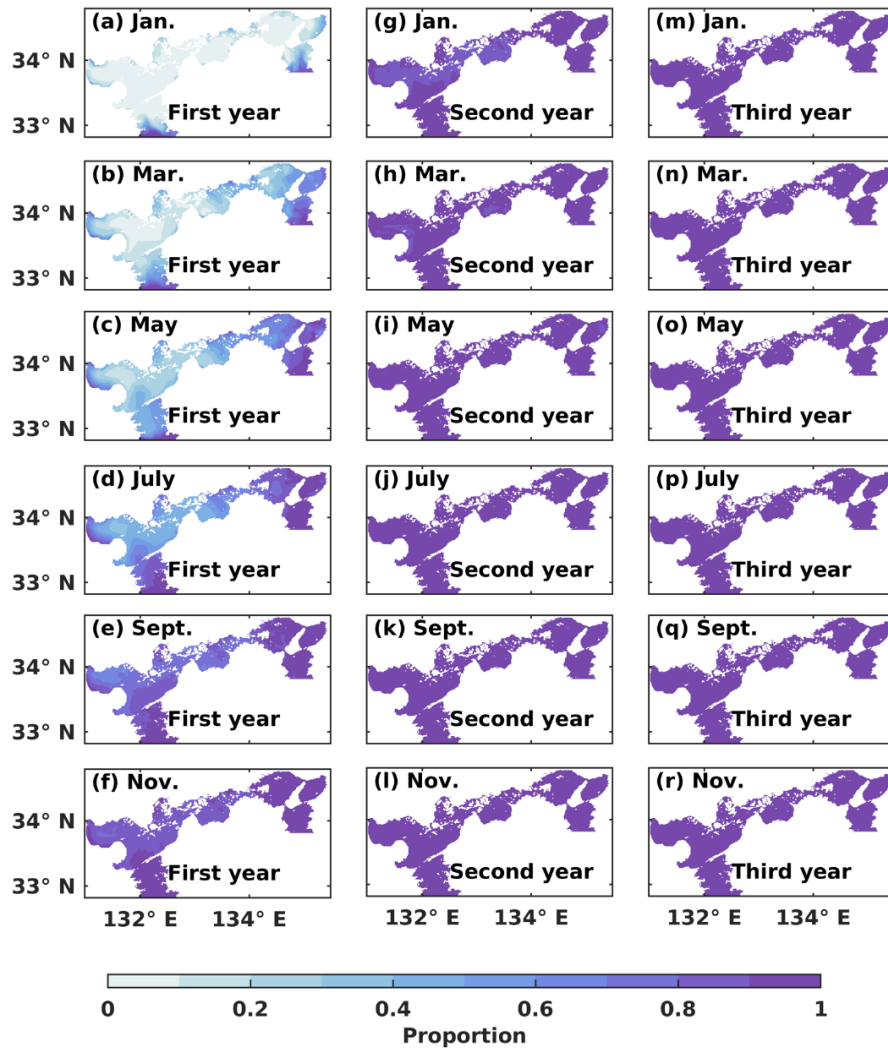 (a) Jan.
(g) Jan.
(m) Jan.
34° N
33° N
First year
Second year
Third year
(b) Mar.
(h) Mar.
(n) Mar.
34° N
33° N
First year
Second year
Third year
(c) May
(i) May
(o) May
34° N
33° N
First year
Second year
Third year
(d) July
(j) July
(p) July
34° N
33° N
First year
Second year
Third year
(e) Sept.
(k) Sept.
(q) Sept.
34° N
33° N
First year
Second year
Third year
(f) Nov.
(l) Nov.
(r) Nov.
34° N
33° N
First year
Second year
Third year
132° E 134° E
132° E 134° E
132° E 134° E
0 0.2 0.4 0.6 0.8 1
Proportion